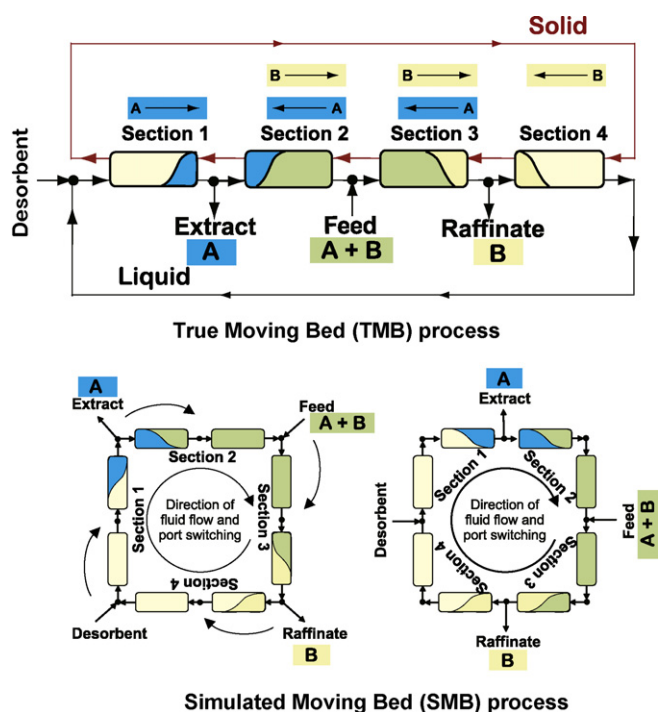 Solid
B
B
B
A
A
A
Section 1
Section 2
Section 3
Section 4
Desorbent
Extract
A
Feed
A + B
Raffinate
B
Liquid
True Moving Bed (TMB) process
A
Extract
Feed
A + B
Section 2
Section 1
Direction of
fluid flow and
port switching
Section 3
Section 4
Desorbent
Raffinate
B
A
Extract
Section 1
Section 2
Desorbent
Direction of
fluid flow and
port switching
Feed
A + B
Section 4
Section 3
Raffinate
B
Simulated Moving Bed (SMB) process